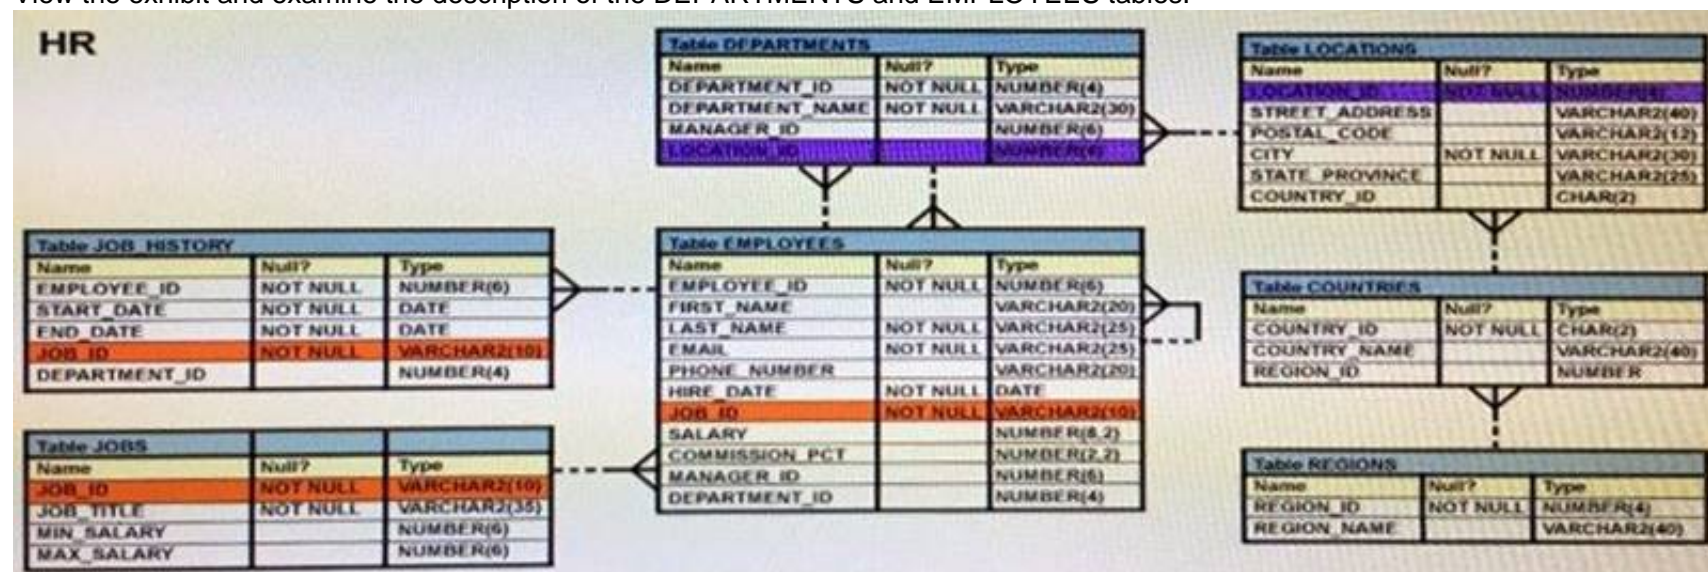 View the exhibit and examine the description of the DEPARTMENTS and EMPLOYEES tables.
HR
Table DEPARTMENTS
Name Null? Type
DEPARTMENT_ID NOT NULL NUMBER(4)
DEPARTMENT_NAME NOT NULL VARCHAR2(30)
MANAGER_ID NUMBER(6)
LOCATION_ID NUMBER(4)
Table LOCATIONS
Name Null? Type
LOCATION_ID NOT NULL NUMBER(4)
STREET_ADDRESS VARCHAR2(40)
POSTAL_CODE VARCHAR2(12)
CITY NOT NULL VARCHAR2(30)
STATE_PROVINCE VARCHAR2(25)
COUNTRY_ID CHAR(2)
Table JOB_HISTORY
Name Null? Type
EMPLOYEE_ID NOT NULL NUMBER(6)
START_DATE NOT NULL DATE
END_DATE NOT NULL DATE
JOB_ID NOT NULL VARCHAR2(10)
DEPARTMENT_ID NUMBER(4)
Table EMPLOYEES
Name Null? Type
EMPLOYEE_ID NOT NULL NUMBER(6)
FIRST_NAME VARCHAR2(20)
LAST_NAME NOT NULL VARCHAR2(25)
EMAIL NOT NULL VARCHAR2(25)
PHONE_NUMBER VARCHAR2(20)
HIRE_DATE NOT NULL DATE
JOB_ID NOT NULL VARCHAR2(10)
SALARY NUMBER(8,2)
COMMISSION_PCT NUMBER(2,2)
MANAGER_ID NUMBER(6)
DEPARTMENT_ID NUMBER(4)
Table COUNTRIES
Name Null? Type
COUNTRY_ID NOT NULL CHAR(2)
COUNTRY_NAME VARCHAR2(40)
REGION_ID NUMBER
Table JOBS
Name Null? Type
JOB_ID NOT NULL VARCHAR2(10)
JOB_TITLE NOT NULL VARCHAR2(35)
MIN_SALARY NUMBER(6)
MAX_SALARY NUMBER(6)
Table REGIONS
Name Null? Type
REGION_ID NOT NULL NUMBER(4)
REGION_NAME VARCHAR2(40)